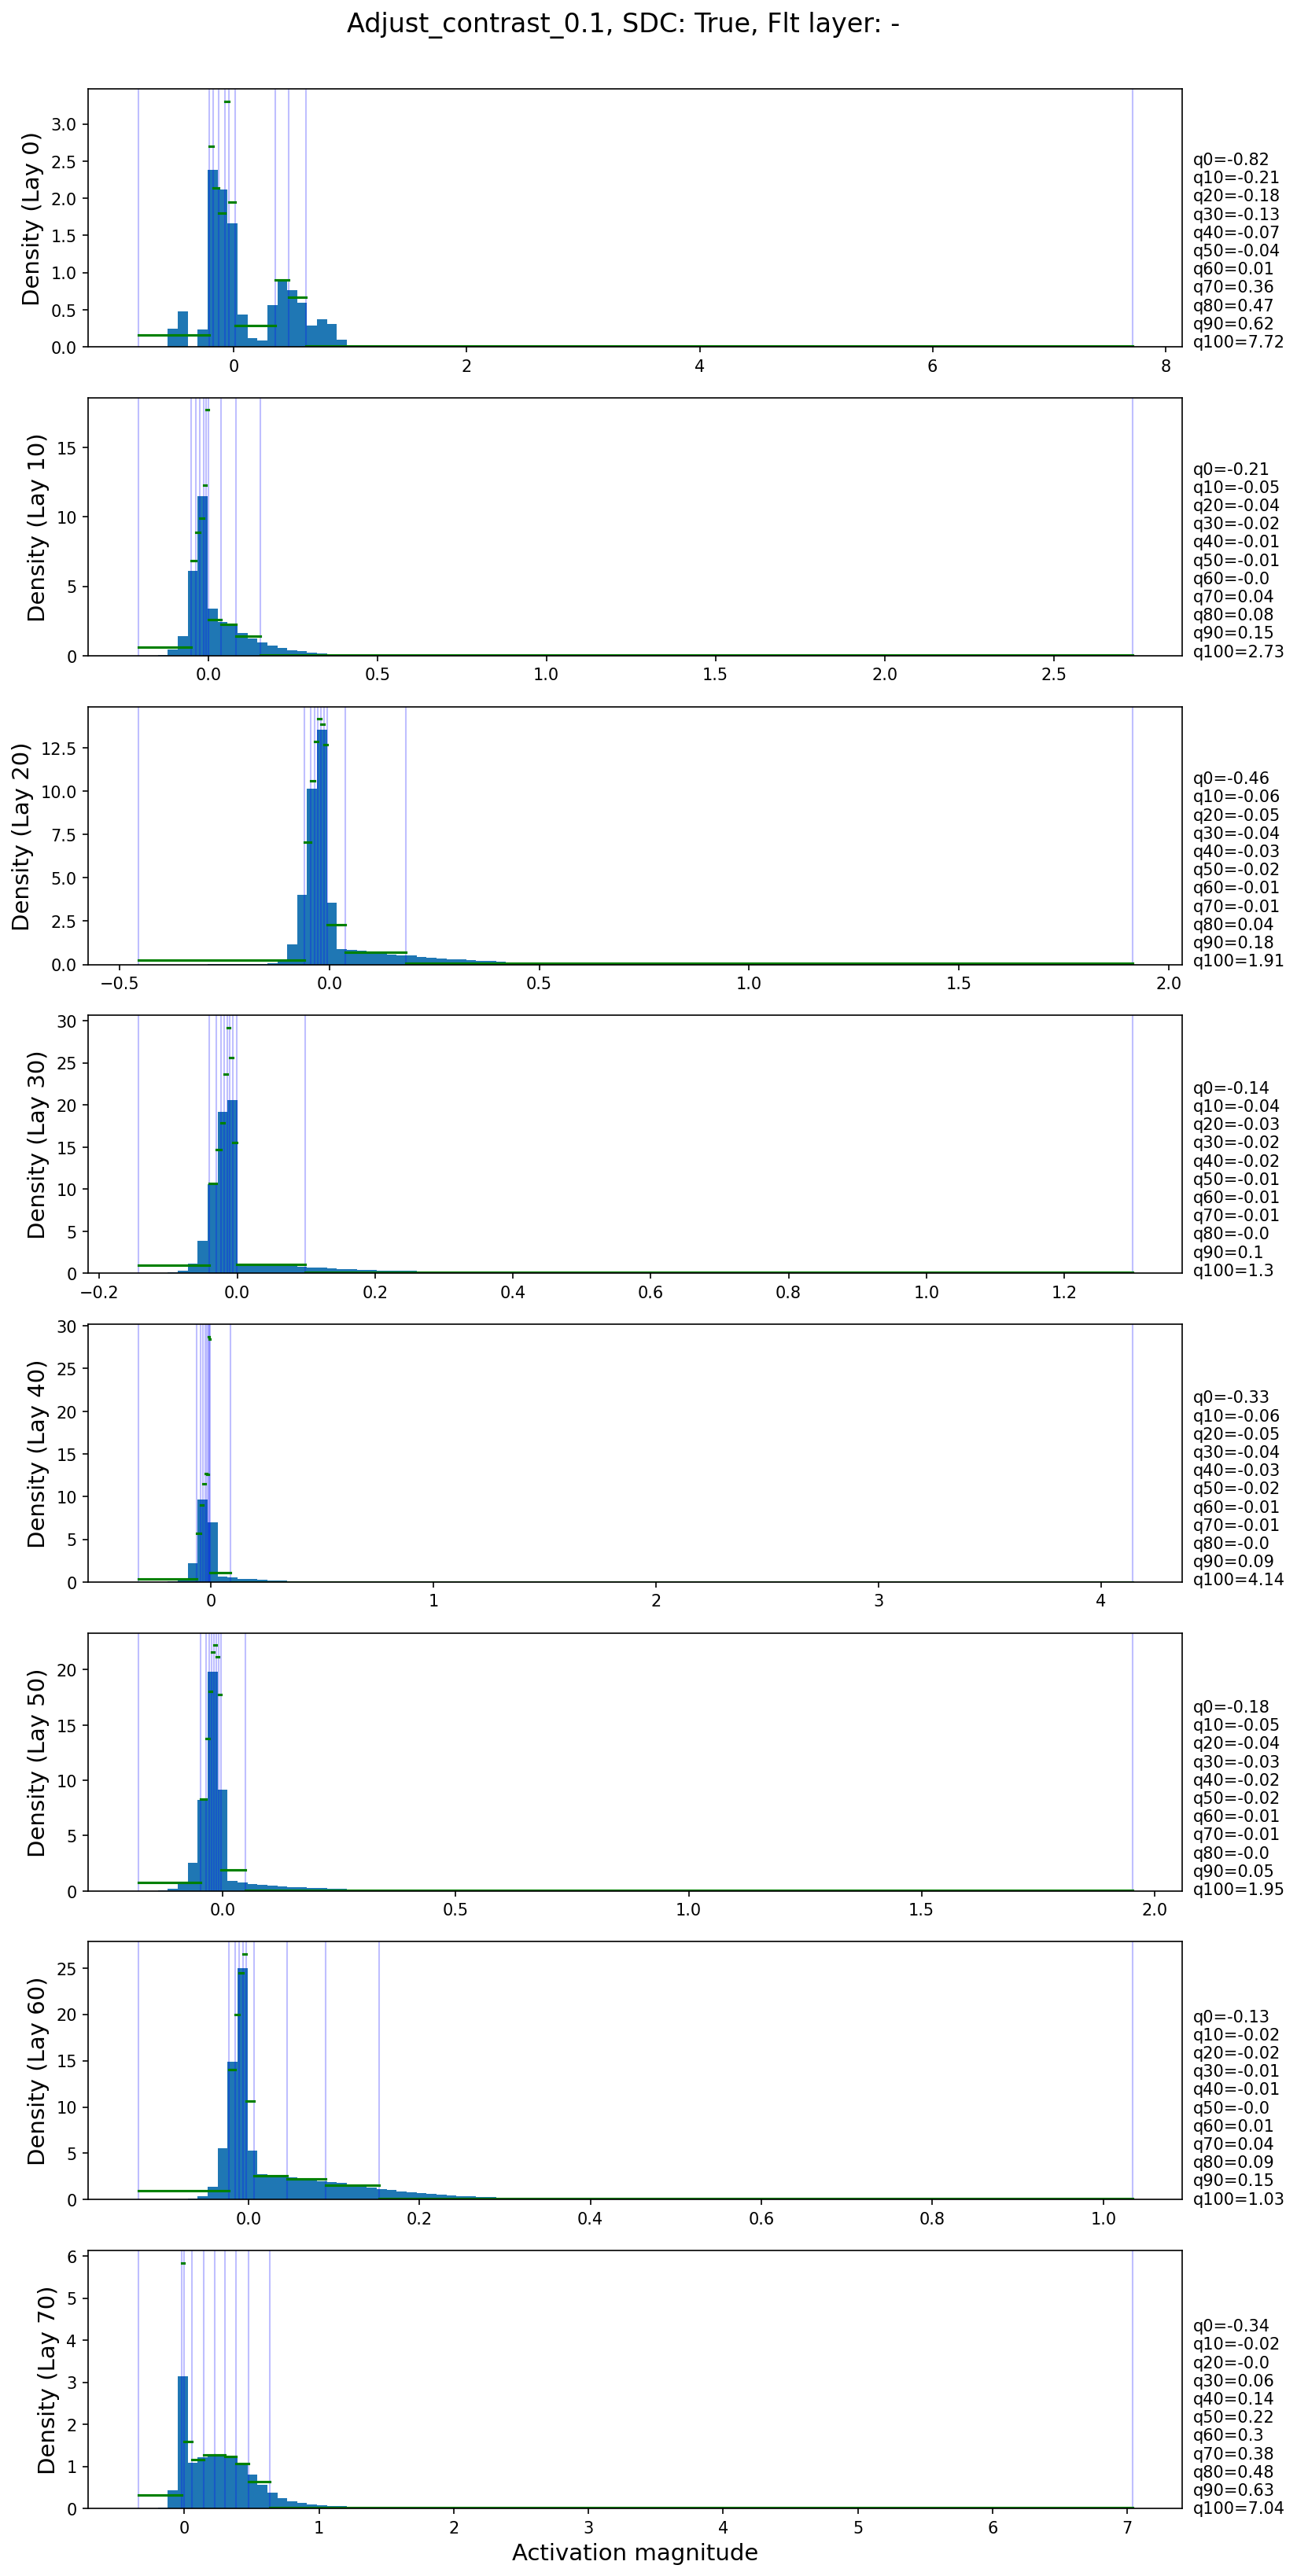 Adjust_contrast_0.1, SDC: True, Flt layer: -
Density (Lay 0)
3.0
2.5
2.0
1.5
1.0
0.5
0.0
0 2 4 6 8
q0=-0.82
q10=-0.21
q20=-0.18
q30=-0.13
q40=-0.07
q50=-0.04
q60=0.01
q70=0.36
q80=0.47
q90=0.62
q100=7.72
Density (Lay 10)
15
10
5
0
0.0 0.5 1.0 1.5 2.0 2.5
q0=-0.21
q10=-0.05
q20=-0.04
q30=-0.02
q40=-0.01
q50=-0.01
q60=-0.0
q70=0.04
q80=0.08
q90=0.15
q100=2.73
Density (Lay 20)
12.5
10.0
7.5
5.0
2.5
0.0
−0.5 0.0 0.5 1.0 1.5 2.0
q0=-0.46
q10=-0.06
q20=-0.05
q30=-0.04
q40=-0.03
q50=-0.02
q60=-0.01
q70=-0.01
q80=0.04
q90=0.18
q100=1.91
Density (Lay 30)
30
25
20
15
10
5
0
−0.2 0.0 0.2 0.4 0.6 0.8 1.0 1.2
q0=-0.14
q10=-0.04
q20=-0.03
q30=-0.02
q40=-0.02
q50=-0.01
q60=-0.01
q70=-0.01
q80=-0.0
q90=0.1
q100=1.3
Density (Lay 40)
30
25
20
15
10
5
0
0 1 2 3 4
q0=-0.33
q10=-0.06
q20=-0.05
q30=-0.04
q40=-0.03
q50=-0.02
q60=-0.01
q70=-0.01
q80=-0.0
q90=0.09
q100=4.14
Density (Lay 50)
20
15
10
5
0
0.0 0.5 1.0 1.5 2.0
q0=-0.18
q10=-0.05
q20=-0.04
q30=-0.03
q40=-0.02
q50=-0.02
q60=-0.01
q70=-0.01
q80=-0.0
q90=0.05
q100=1.95
Density (Lay 60)
25
20
15
10
5
0
0.0 0.2 0.4 0.6 0.8 1.0
q0=-0.13
q10=-0.02
q20=-0.02
q30=-0.01
q40=-0.01
q50=-0.0
q60=0.01
q70=0.04
q80=0.09
q90=0.15
q100=1.03
Density (Lay 70)
6
5
4
3
2
1
0
0 1 2 3 4 5 6 7
q0=-0.34
q10=-0.02
q20=-0.0
q30=0.06
q40=0.14
q50=0.22
q60=0.3
q70=0.38
q80=0.48
q90=0.63
q100=7.04
Activation magnitude